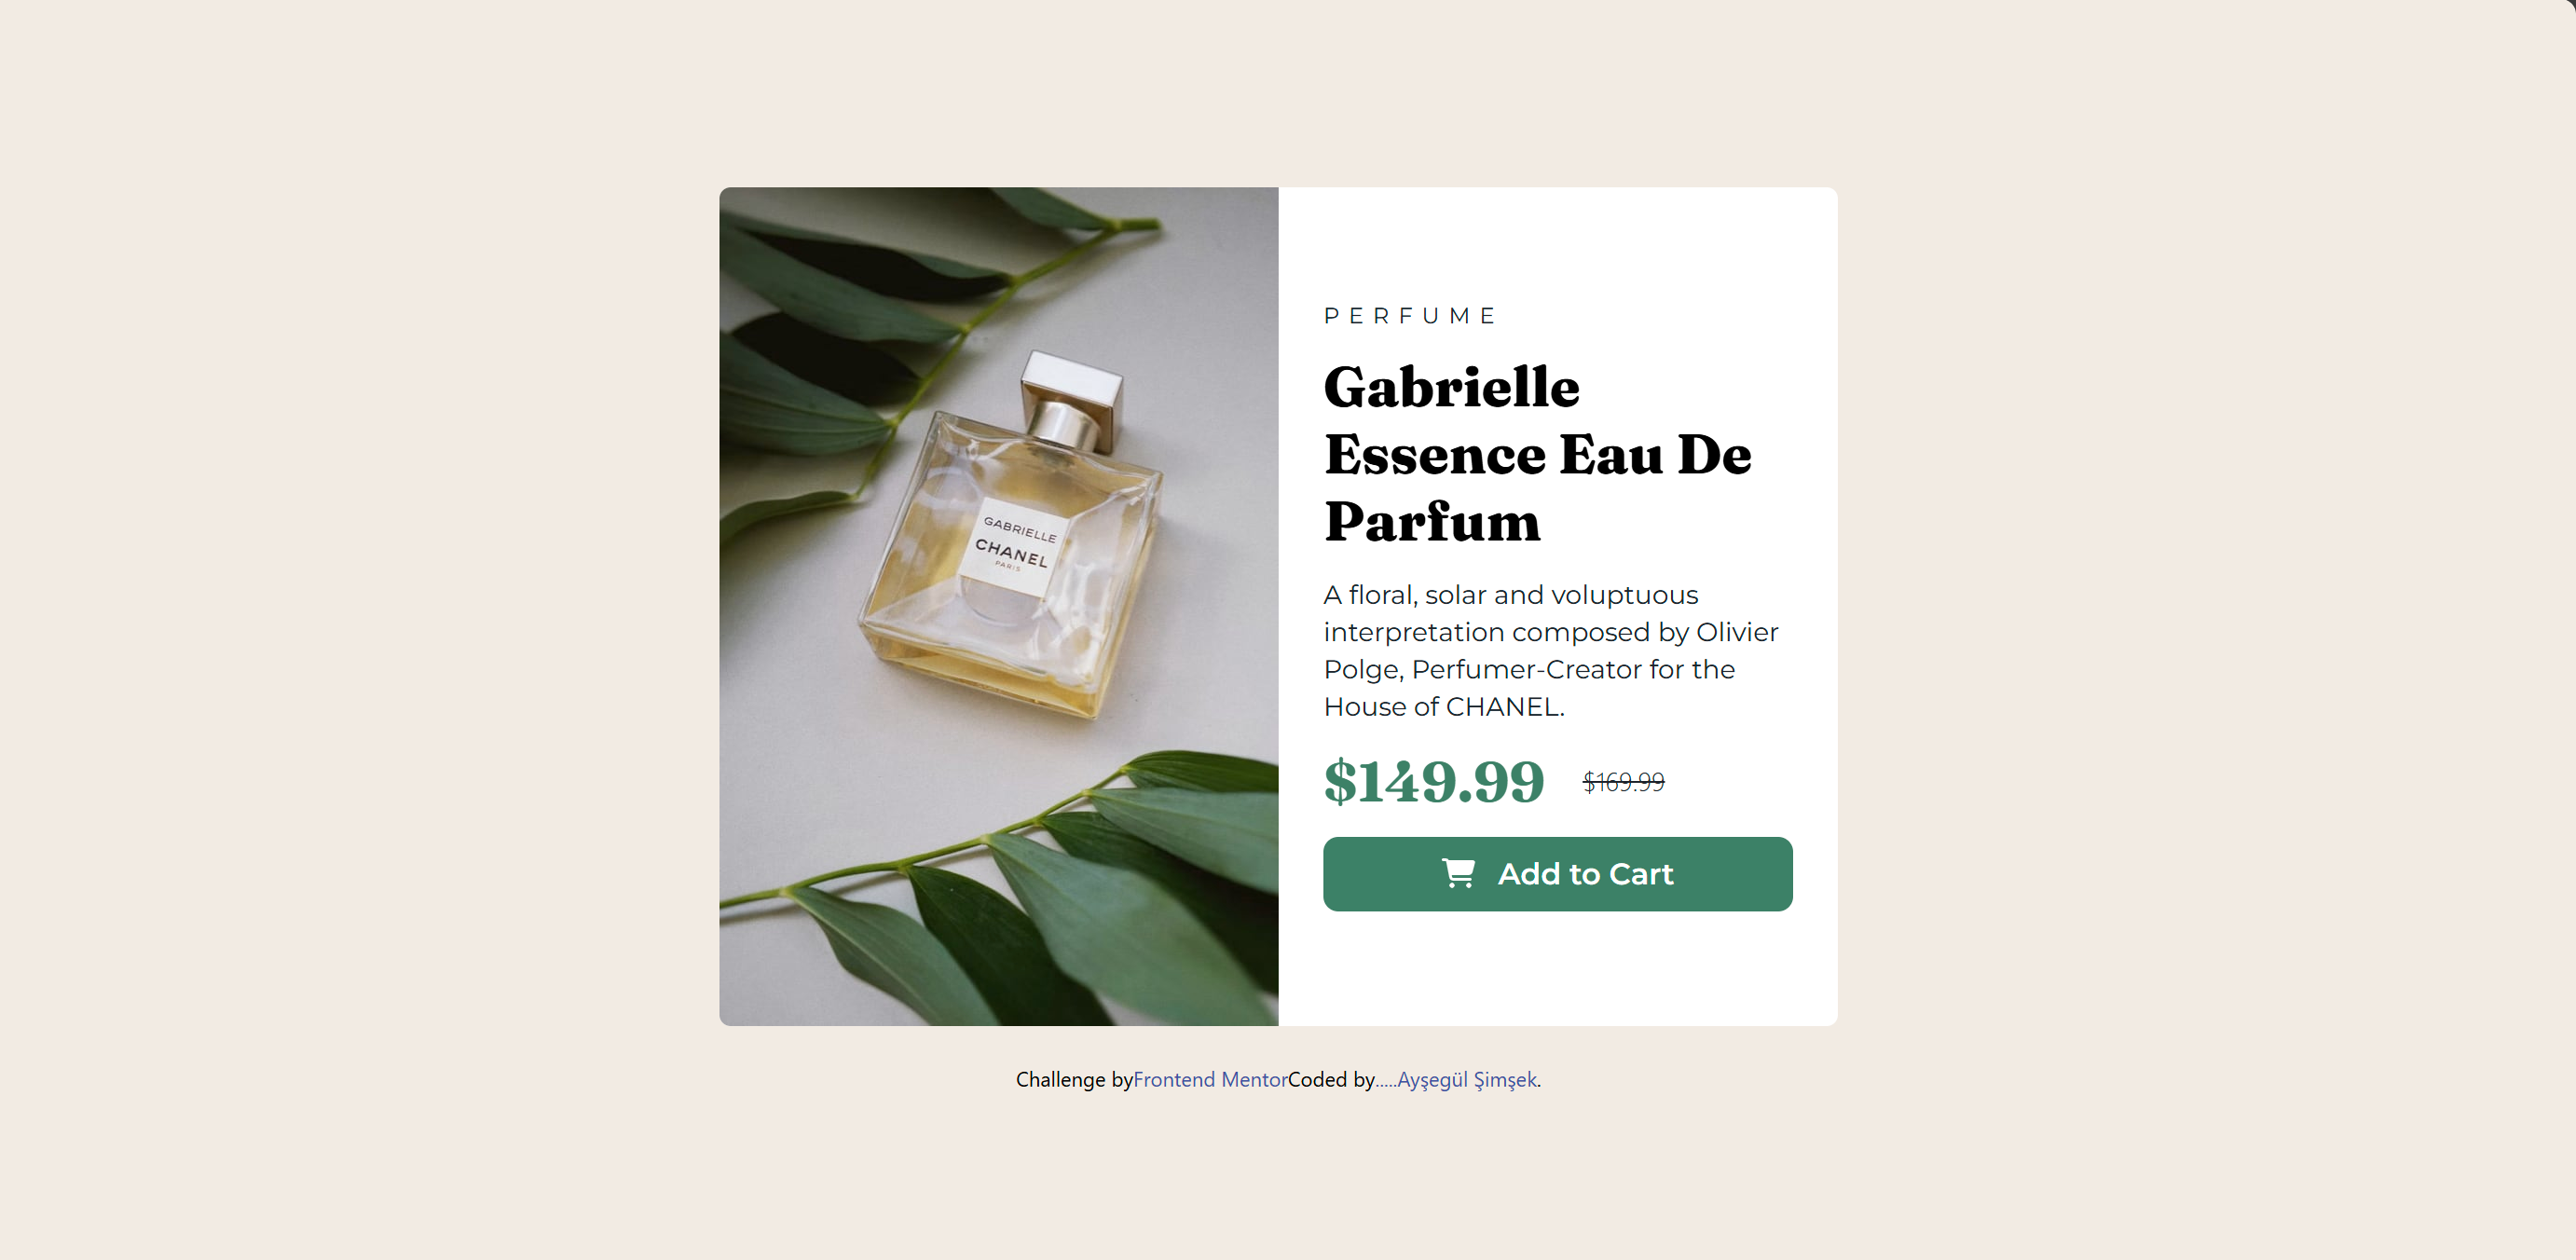 GABRIELLE
CHANEL
PARIS
PERFUME
Gabrielle
Essence Eau De
Parfum
A floral, solar and voluptuous
interpretation composed by Olivier
Polge, Perfumer-Creator for the
House of CHANEL.
$149.99 $169.99
Add to Cart
Challenge byFrontend MentorCoded by.....Ayşegül Şimşek.